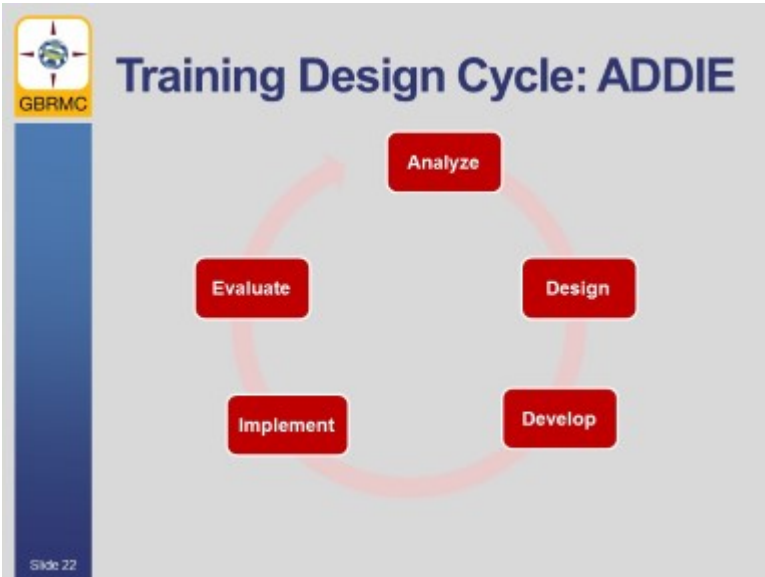 GBRMC
Training Design Cycle: ADDIE
Analyze
Design
Develop
Implement
Evaluate
Slide 22